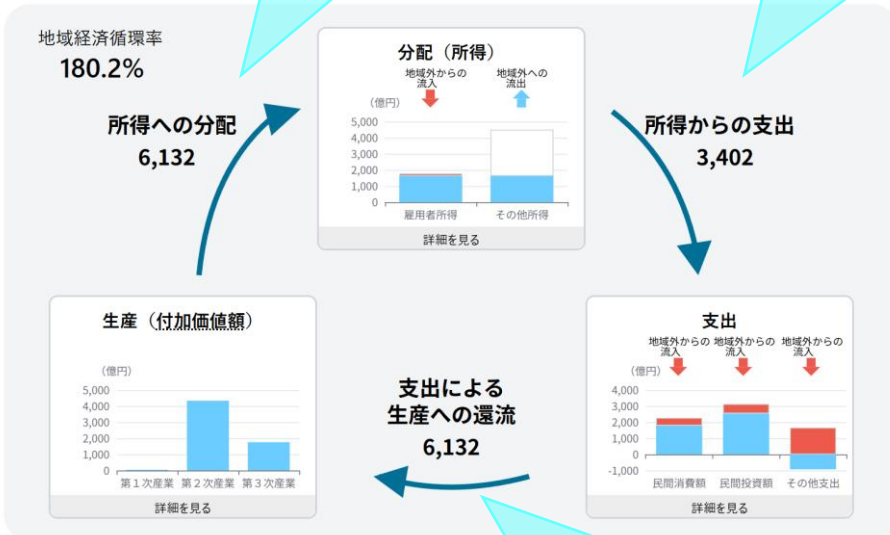 地域経済循環率
180.2%
所得への分配
6,132
分配（所得）
地域外からの
流入
地域外への
流出
（億円）
5,000
4,000
3,000
2,000
1,000
0
雇用者所得
その他所得
詳細を見る
所得からの支出
3,402
生産（付加価値額）
（億円）
5,000
4,000
3,000
2,000
1,000
0
第１次産業 第２次産業 第３次産業
詳細を見る
支出による
生産への還流
6,132
支出
地域外からの 地域外からの 地域外からの
流入 流入 流入
（億円）
4,000
3,000
2,000
1,000
0
-1,000
民間消費額 民間投資額 その他支出
詳細を見る